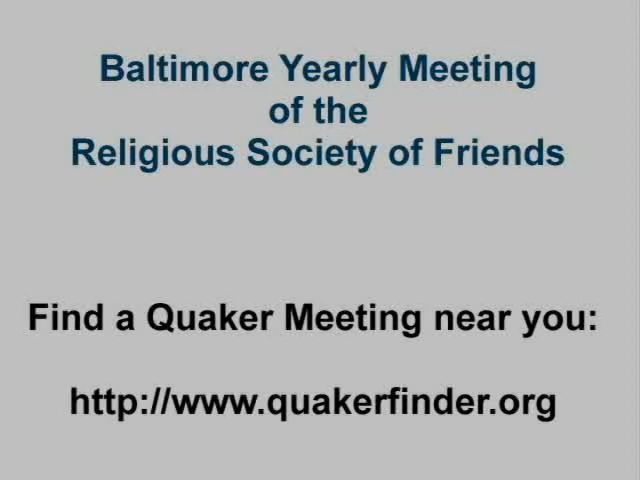 Baltimore Yearly Meeting
of the
Religious Society of Friends
Find a Quaker Meeting near you:
http://www.quakerfinder.org